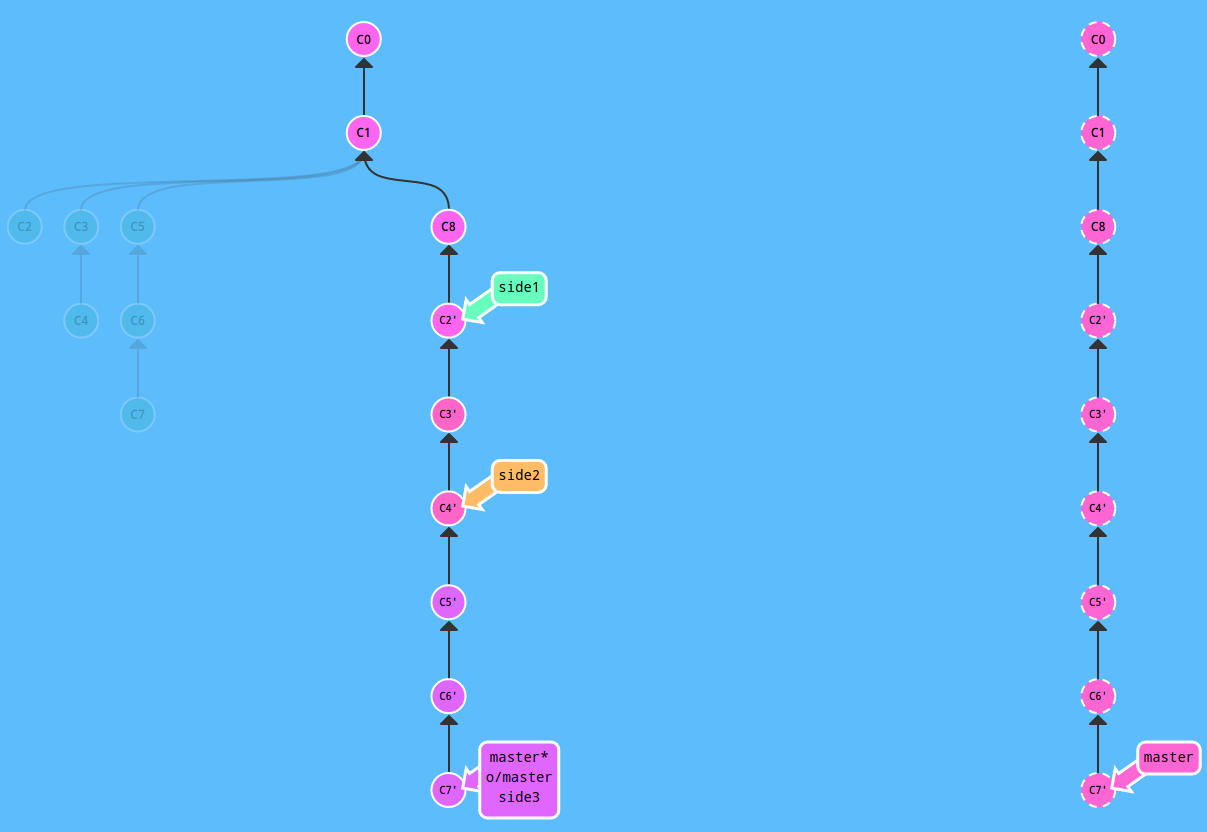 C0
C0
C1
C1
C2
C3
C5
C8
C8
side1
C4
C6
C2'
C2'
C7
C3'
C3'
side2
C4'
C4'
C5'
C5'
C6'
C6'
master*
o/master
side3
C7'
master
C7'